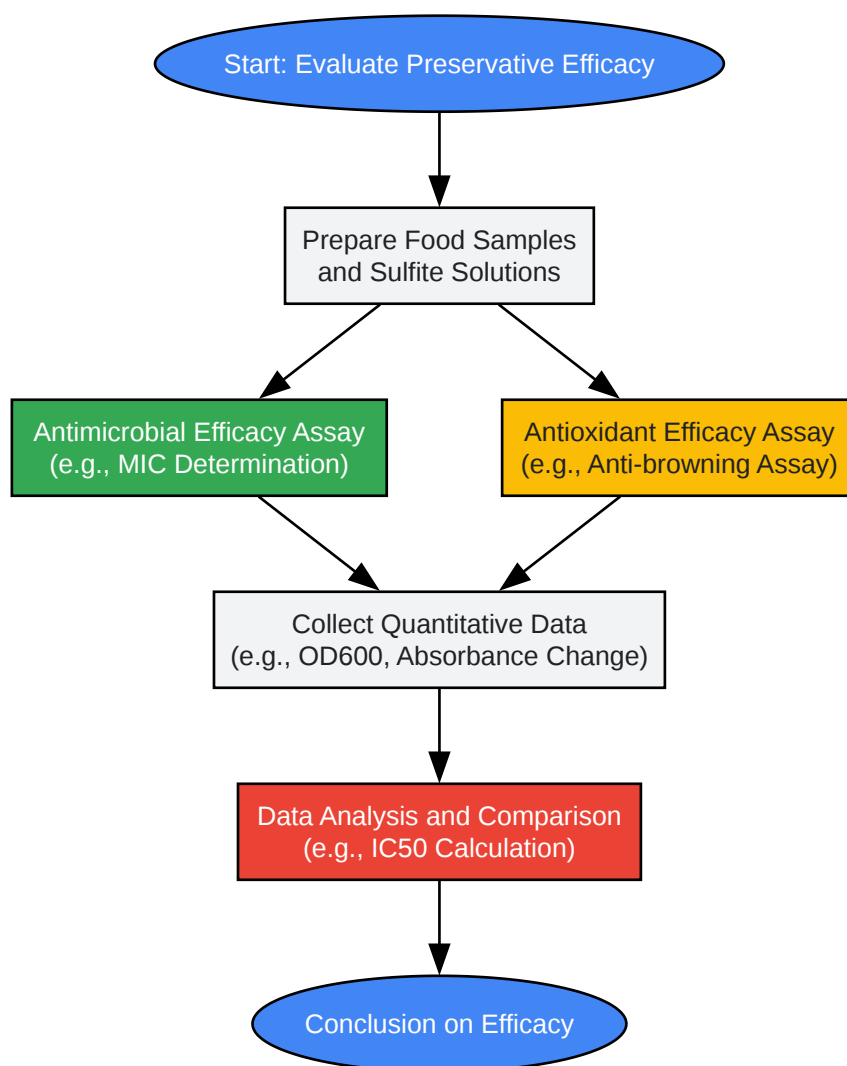 Start: Evaluate Preservative Efficacy
Prepare Food Samples
and Sulfite Solutions
Antimicrobial Efficacy Assay
(e.g., MIC Determination)
Antioxidant Efficacy Assay
(e.g., Anti-browning Assay)
Collect Quantitative Data
(e.g., OD600, Absorbance Change)
Data Analysis and Comparison
(e.g., IC50 Calculation)
Conclusion on Efficacy